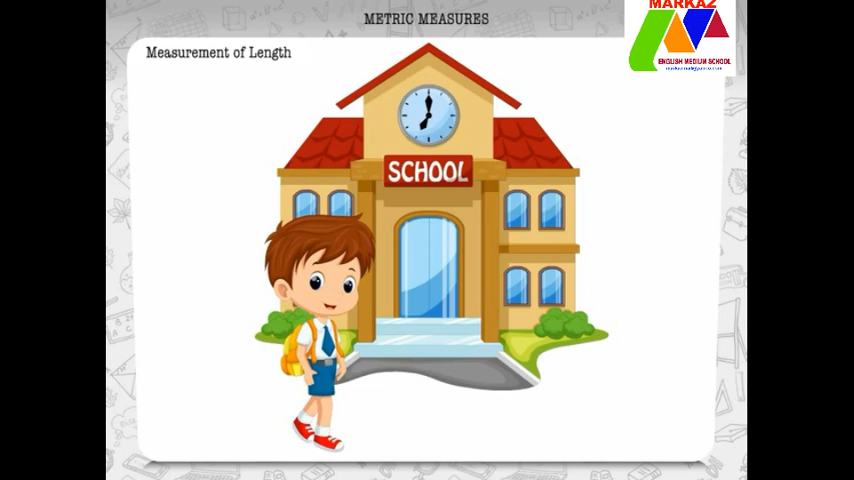 METRIC MEASURES
MARKAZ
Measurement of Length
ENGLISH MEDIUM SCHOOL
SCHOOL